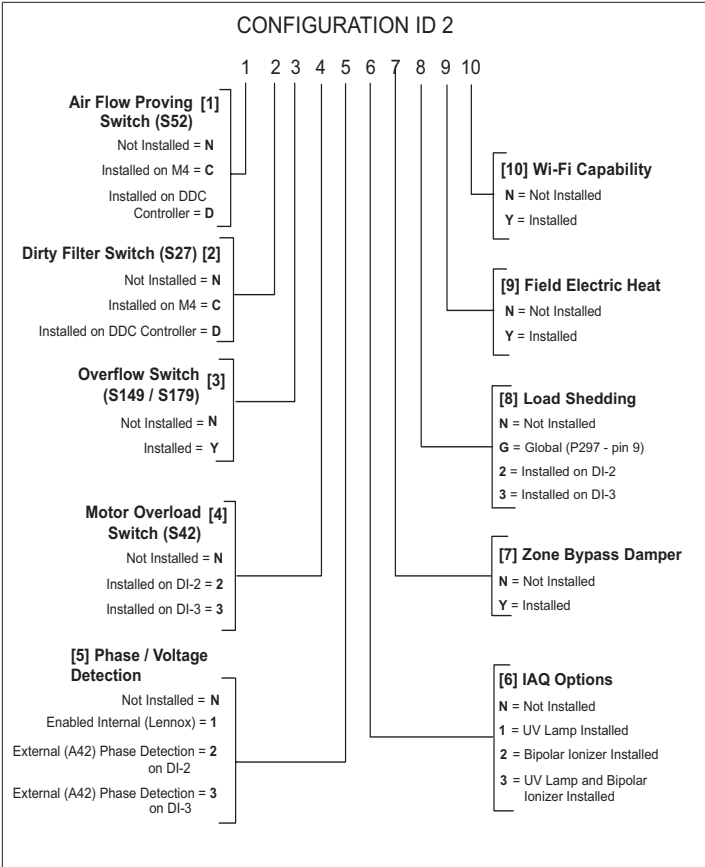 CONFIGURATION ID 2
1 2 3 4 5 6 7 8 9 10
Air Flow Proving [1]
Switch (S52)
Not Installed = N
Installed on M4 = C
Installed on DDC
Controller = D
Dirty Filter Switch (S27) [2]
Not Installed = N
Installed on M4 = C
Installed on DDC Controller = D
Overflow Switch [3]
(S149 / S179)
Not Installed = N
Installed = Y
Motor Overload [4]
Switch (S42)
Not Installed = N
Installed on DI-2 = 2
Installed on DI-3 = 3
[5] Phase / Voltage
Detection
Not Installed = N
Enabled Internal (Lennox) = 1
External (A42) Phase Detection = 2
on DI-2
External (A42) Phase Detection = 3
on DI-3
[10] Wi-Fi Capability
N = Not Installed
Y = Installed
[9] Field Electric Heat
N = Not Installed
Y = Installed
[8] Load Shedding
N = Not Installed
G = Global (P297 - pin 9)
2 = Installed on DI-2
3 = Installed on DI-3
[7] Zone Bypass Damper
N = Not Installed
Y = Installed
[6] IAQ Options
N = Not Installed
1 = UV Lamp Installed
2 = Bipolar Ionizer Installed
3 = UV Lamp and Bipolar
Ionizer Installed